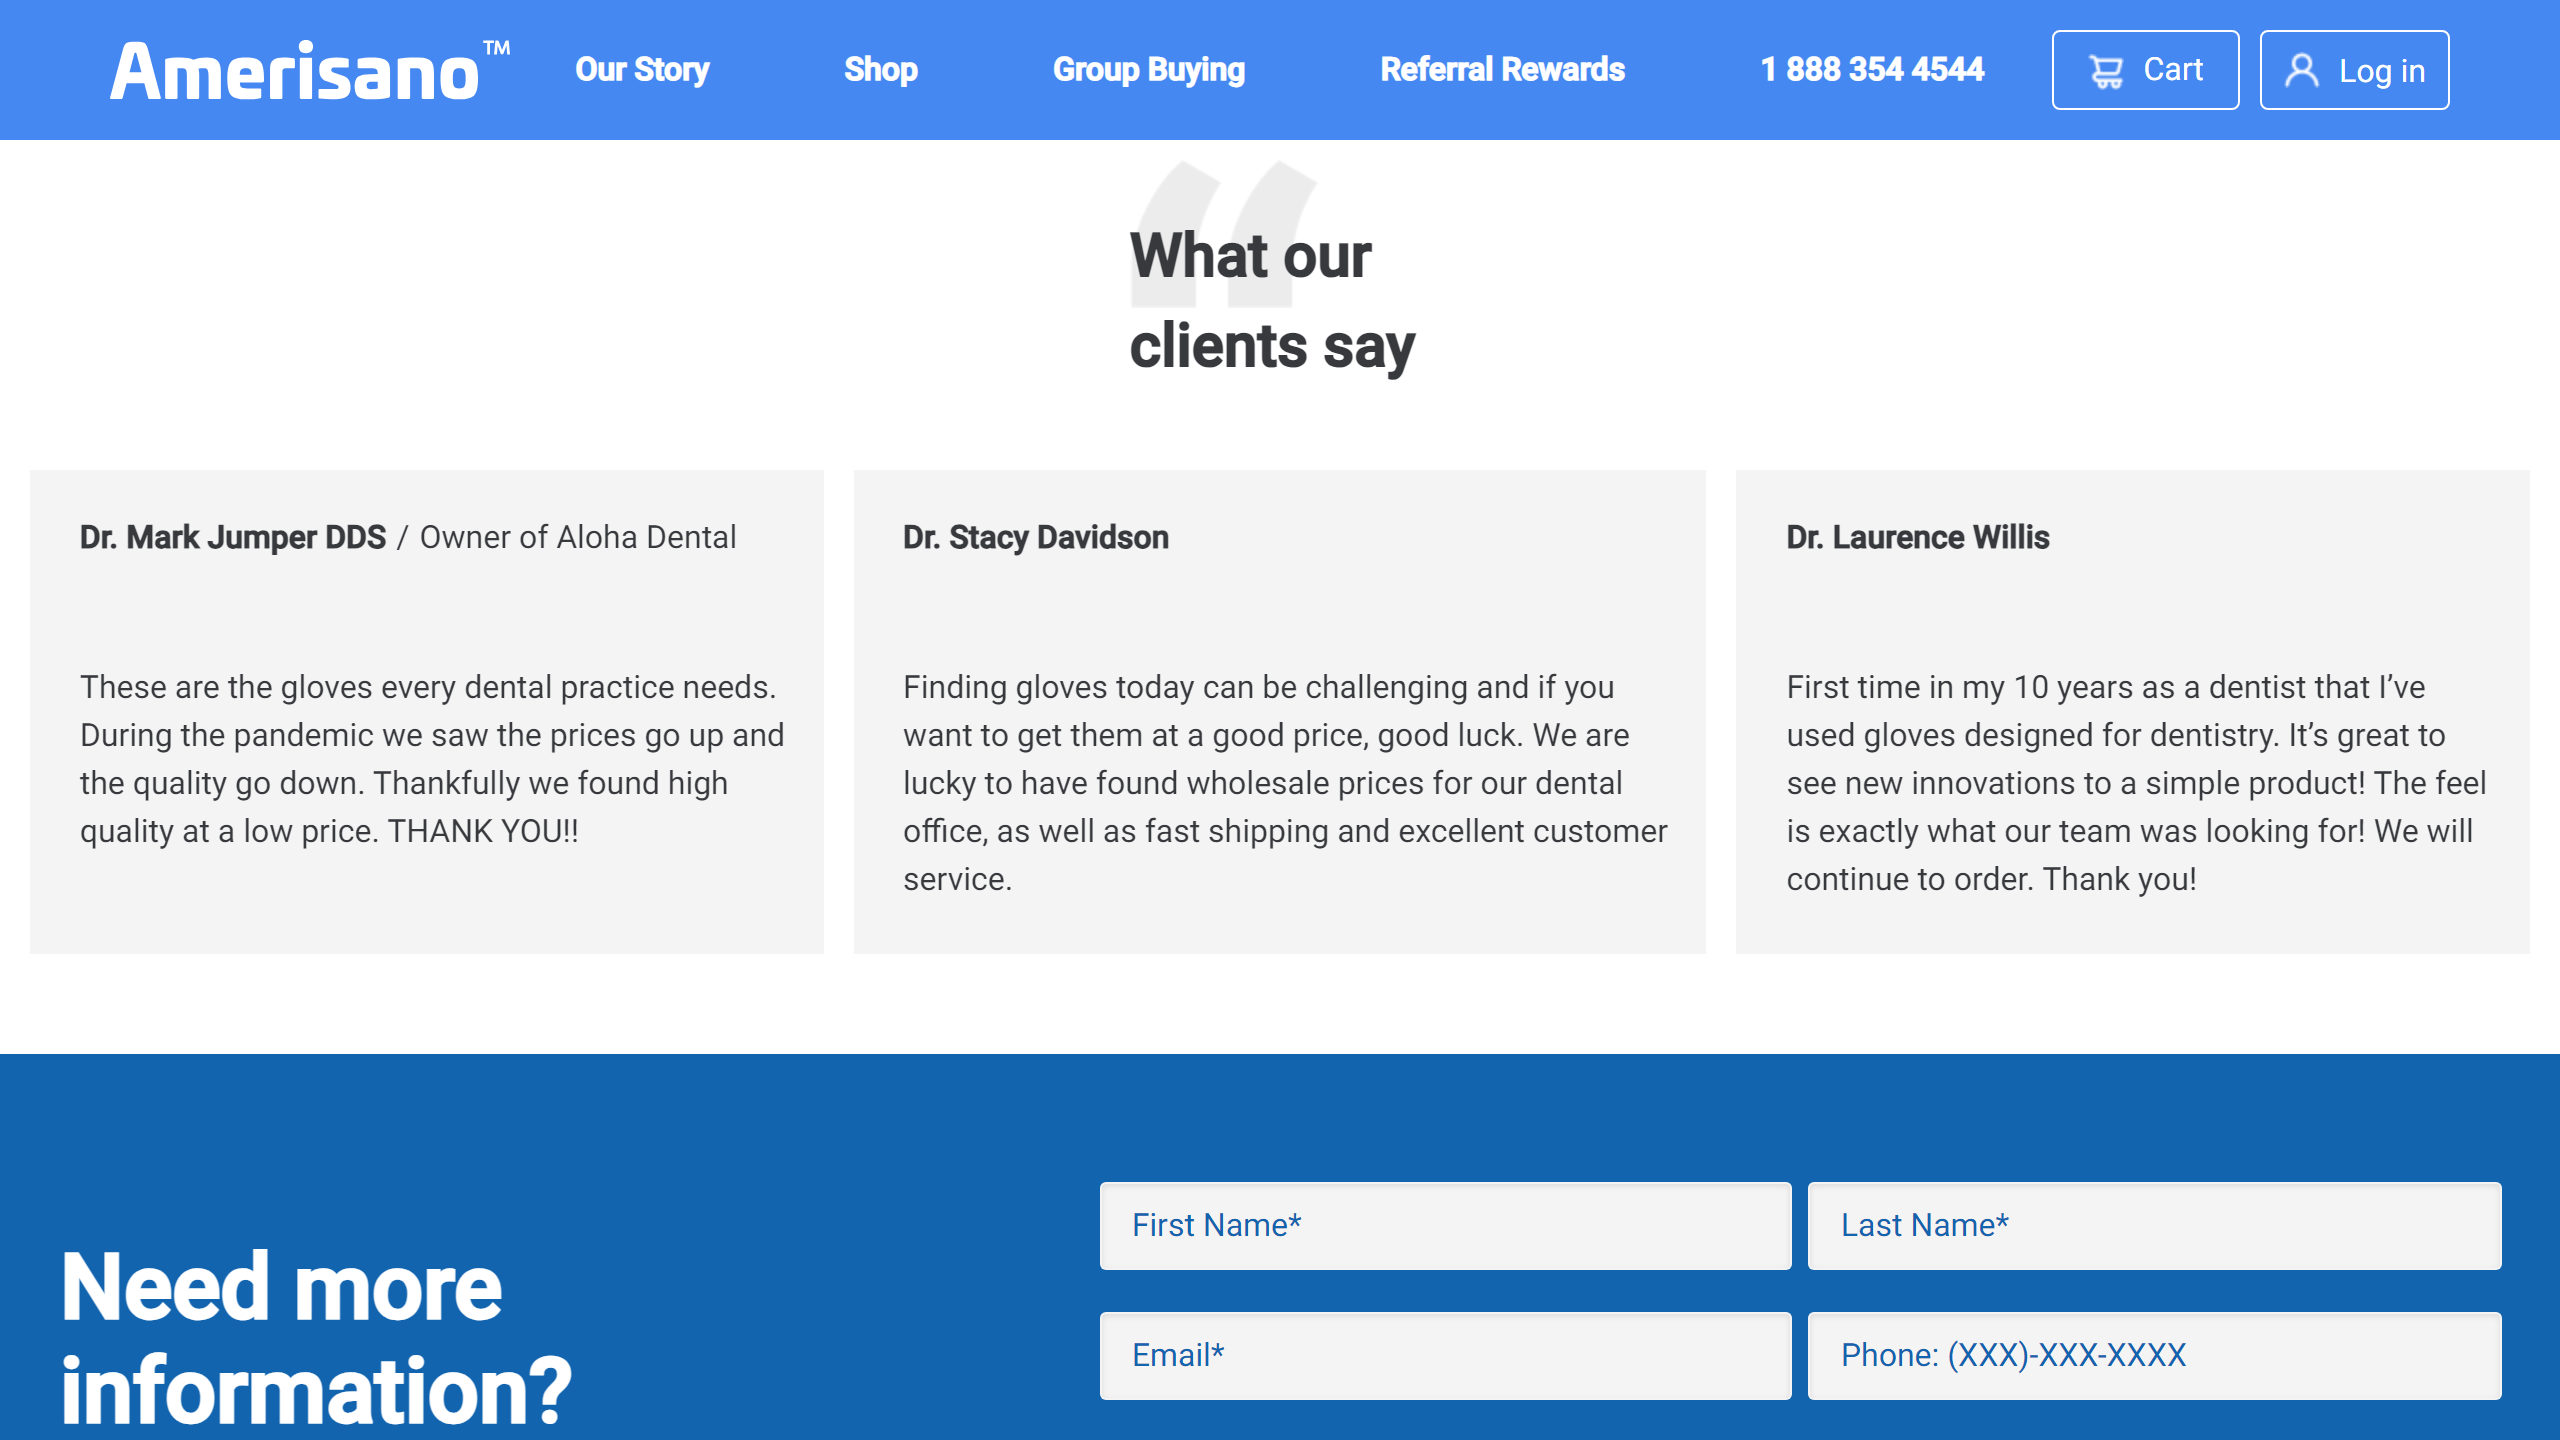 Amerisano™
Our Story
Shop
Group Buying
Referral Rewards
1 888 354 4544
Cart
Log in
What our
clients say
Dr. Mark Jumper DDS / Owner of Aloha Dental
These are the gloves every dental practice needs.
During the pandemic we saw the prices go up and
the quality go down. Thankfully we found high
quality at a low price. THANK YOU!!
Dr. Stacy Davidson
Finding gloves today can be challenging and if you
want to get them at a good price, good luck. We are
lucky to have found wholesale prices for our dental
office, as well as fast shipping and excellent customer
service.
Dr. Laurence Willis
First time in my 10 years as a dentist that I’ve
used gloves designed for dentistry. It’s great to
see new innovations to a simple product! The feel
is exactly what our team was looking for! We will
continue to order. Thank you!
Need more
information?
First Name*
Last Name*
Email*
Phone: (XXX)-XXX-XXXX